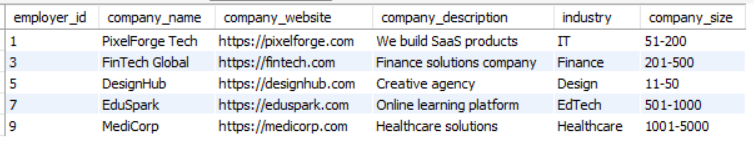 employer_id company_name company_website company_description industry company_size
1 PixelForge Tech https://pixelforge.com We build SaaS products IT 51-200
3 FinTech Global https://fintech.com Finance solutions company Finance 201-500
5 DesignHub https://designhub.com Creative agency Design 11-50
7 EduSpark https://eduspark.com Online learning platform EdTech 501-1000
9 MediCorp https://medicorp.com Healthcare solutions Healthcare 1001-5000